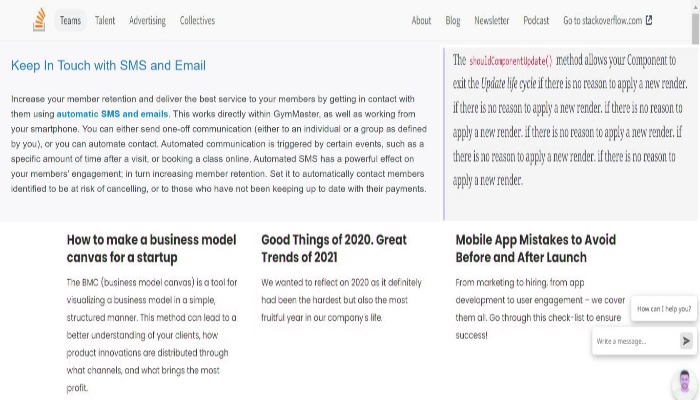 Teams Talent Advertising Collectives About Blog Newsletter Podcast Go to stackoverflow.com
Keep In Touch with SMS and Email
Increase your member retention and deliver the best service to your members by getting in contact with
them using automatic SMS and emails. This works directly within GymMaster, as well as working from
your smartphone. You can either send one-off communication (either to an individual or a group as defined
by you), or you can automate contact. Automated communication is triggered by certain events, such as a
specific amount of time after a visit, or booking a class online. Automated SMS has a powerful effect on
your members' engagement; in turn increasing member retention. Set it to automatically contact members
identified to be at risk of cancelling, or to those who have not been keeping up to date with their payments.
The shouldComponentUpdate() method allows your Component to
exit the Update life cycle if there is no reason to apply a new render.
if there is no reason to apply a new render. if there is no reason to
apply a new render. if there is no reason to apply a new render. if
there is no reason to apply a new render. if there is no reason to
apply a new render.
How to make a business model
canvas for a startup
The BMC (business model canvas) is a tool for
visualizing a business model in a simple,
structured manner. This method can lead to a
better understanding of your clients, how
product innovations are distributed through
what channels, and what brings the most
profit.
Good Things of 2020. Great
Trends of 2021
We wanted to reflect on 2020 as it definitely
had been the hardest but also the most
fruitful year in our company's life.
Mobile App Mistakes to Avoid
Before and After Launch
From marketing to hiring, from app
development to user engagement – we cover
them all. Go through this check-list to ensure
success!
How can I help you?
Write a message...